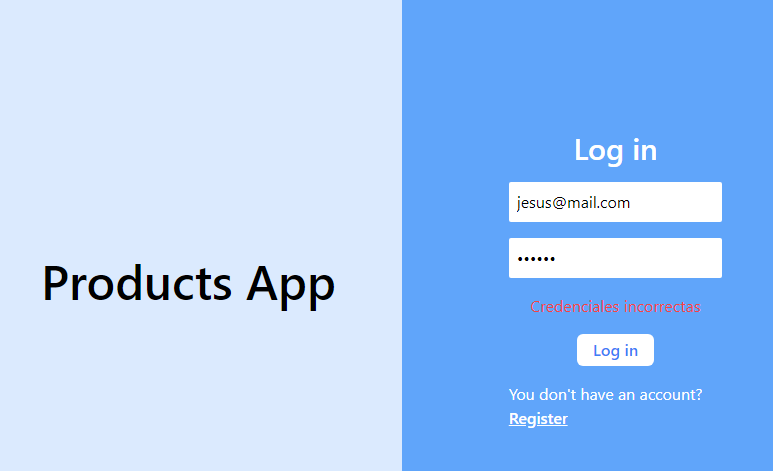 Products App
Log in
jesus@mail.com
••••••
Credenciales incorrectas
Log in
You don't have an account?
Register